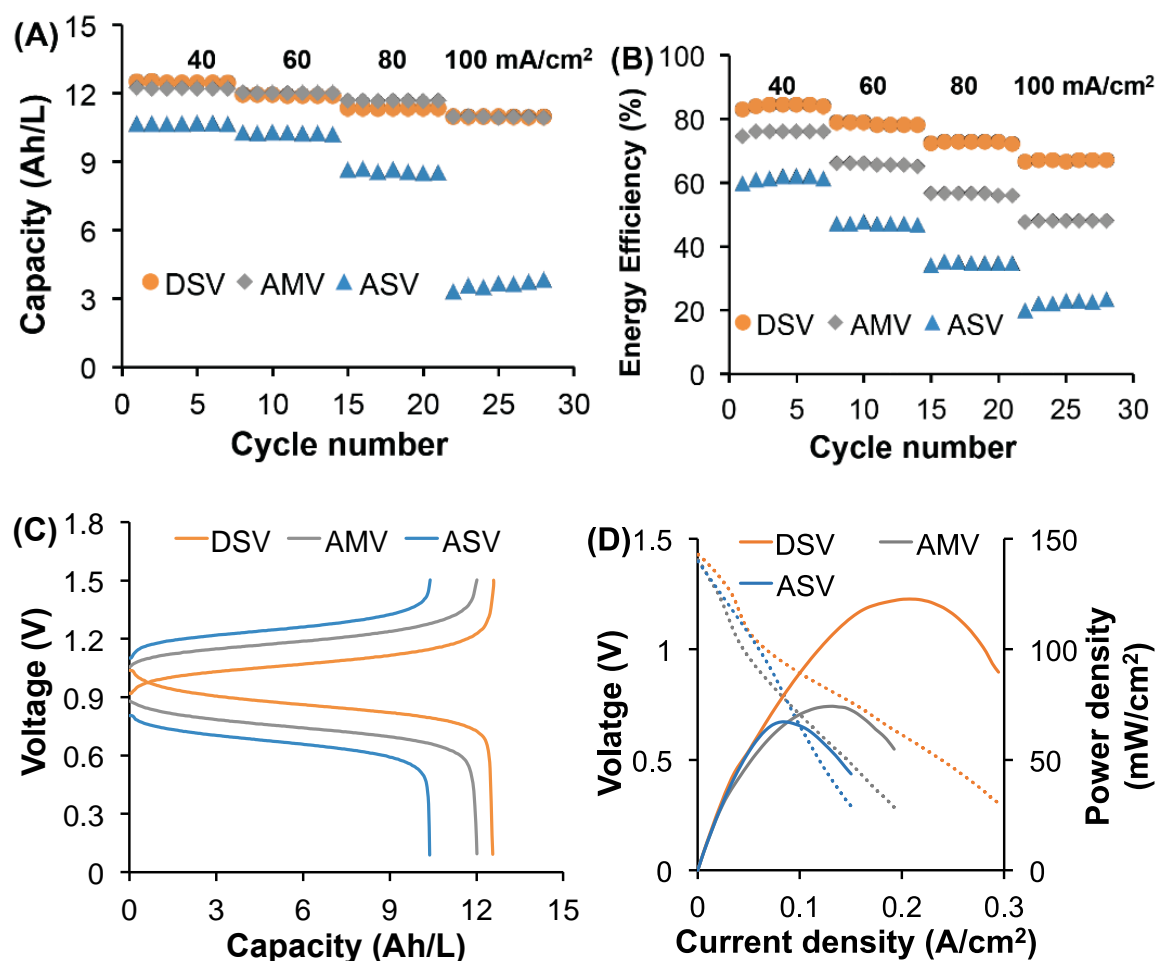 (A)
40 60 80 100 mA/cm²
15
12
9
6
3
0
Capacity (Ah/L)
DSV AMV ASV
0 5 10 15 20 25 30
Cycle number
(B)
40 60 80 100 mA/cm²
100
80
60
40
20
0
Energy Efficiency (%)
DSV AMV ASV
0 5 10 15 20 25 30
Cycle number
(C)
1.8
1.5
1.2
0.9
0.6
0.3
0
Voltage (V)
DSV AMV ASV
0 3 6 9 12 15
Capacity (Ah/L)
(D)
1.5
1
0.5
0
Volatge (V)
DSV AMV
ASV
150
100
50
0
Power density
(mW/cm²)
0 0.1 0.2 0.3
Current density (A/cm²)